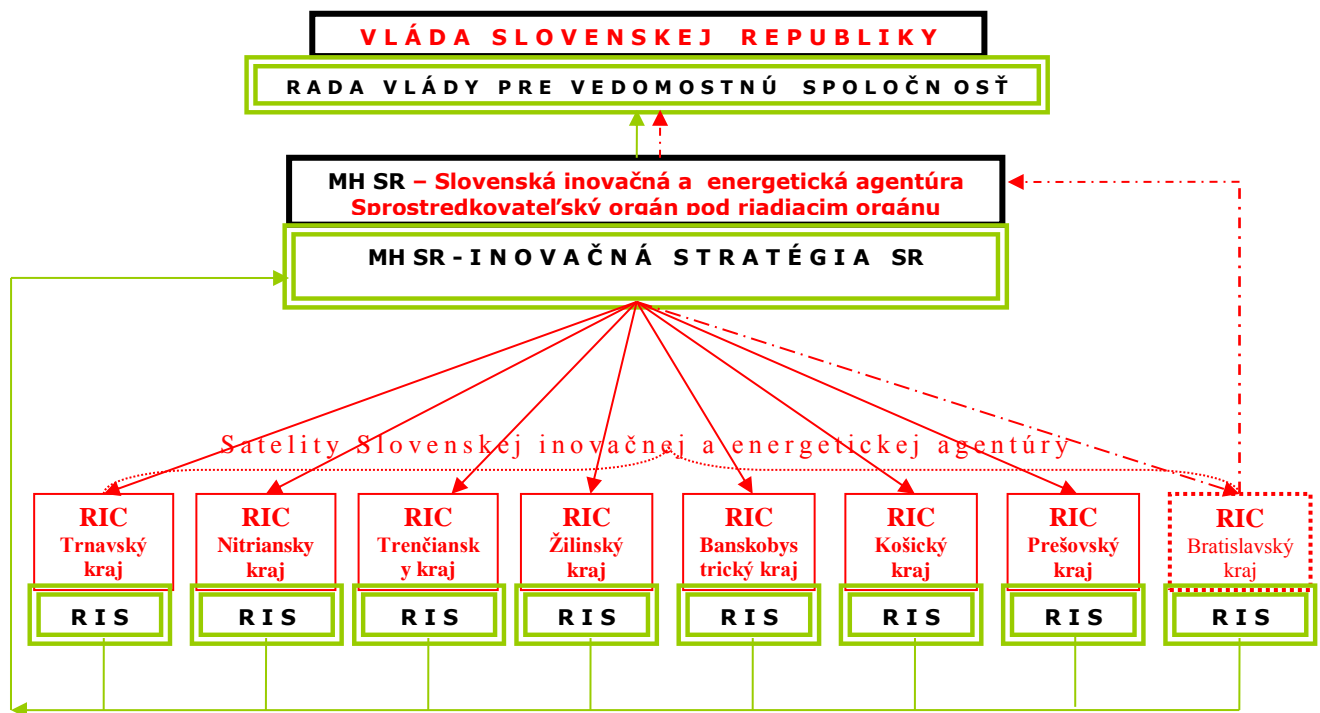 VLÁDA SLOVENSKEJ REPUBLIKY
RADA VLÁDY PRE VEDOMOSTNÚ SPOLOČNOSŤ
MH SR – Slovenská inovačná a energetická agentúra
Sprostredkovateľský orgán pod riadiacim orgánu
MH SR - INOVAČNÁ STRATÉGIA SR
Satelity Slovenskej inovačnej a energetickej agentúry
RIC
Trnavský
kraj
RIS
RIC
Nitriansky
kraj
RIS
RIC
Trenčiansk
y kraj
RIS
RIC
Žilinský
kraj
RIS
RIC
Banskobys
trický kraj
RIS
RIC
Košický
kraj
RIS
RIC
Prešovský
kraj
RIS
RIC
Bratislavský
kraj
RIS